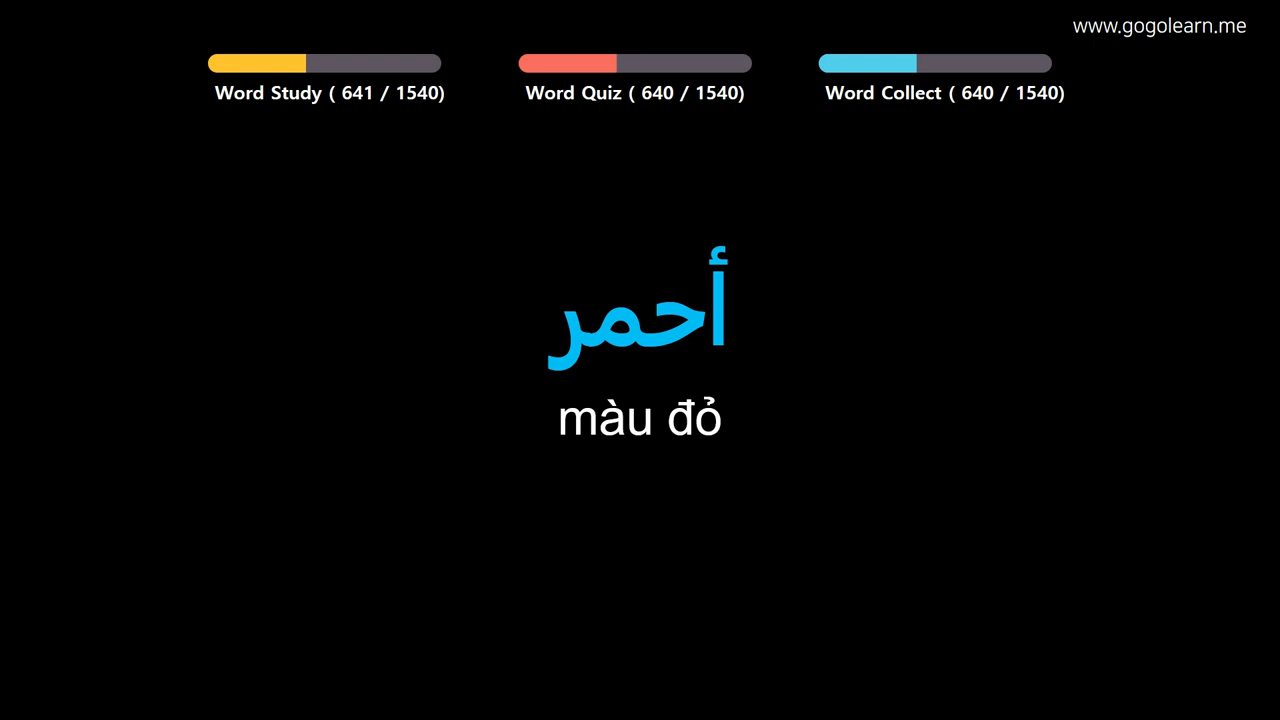 www.gogolearn.me
Word Study ( 641 / 1540)
Word Quiz ( 640 / 1540)
Word Collect ( 640 / 1540)
أحمر
màu đỏ